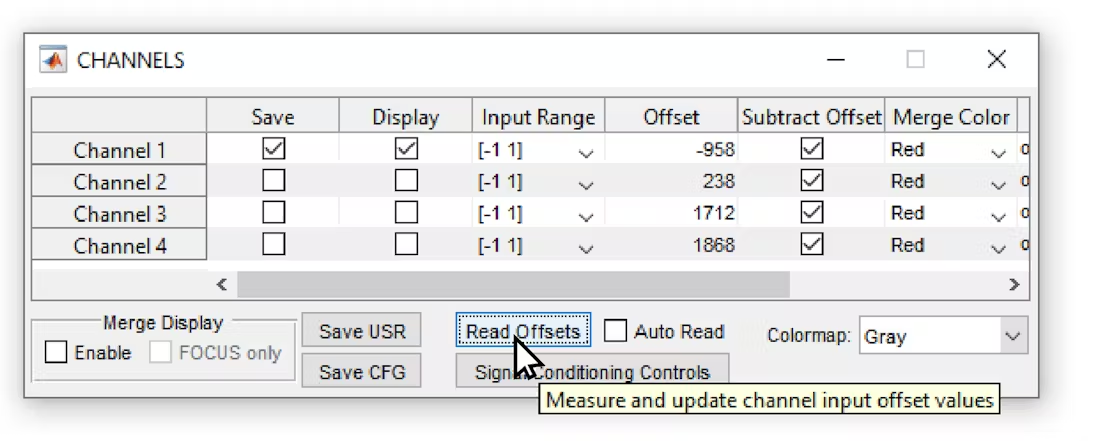 CHANNELS
Save Display Input Range Offset Subtract Offset Merge Color
Channel 1 [-1 1] -958 Red
Channel 2 [-1 1] 238 Red
Channel 3 [-1 1] 1712 Red
Channel 4 [-1 1] 1868 Red
Merge Display
Enable FOCUS only
Save USR
Save CFG
Read Offsets Auto Read Colormap: Gray
Conditioning Controls
Measure and update channel input offset values